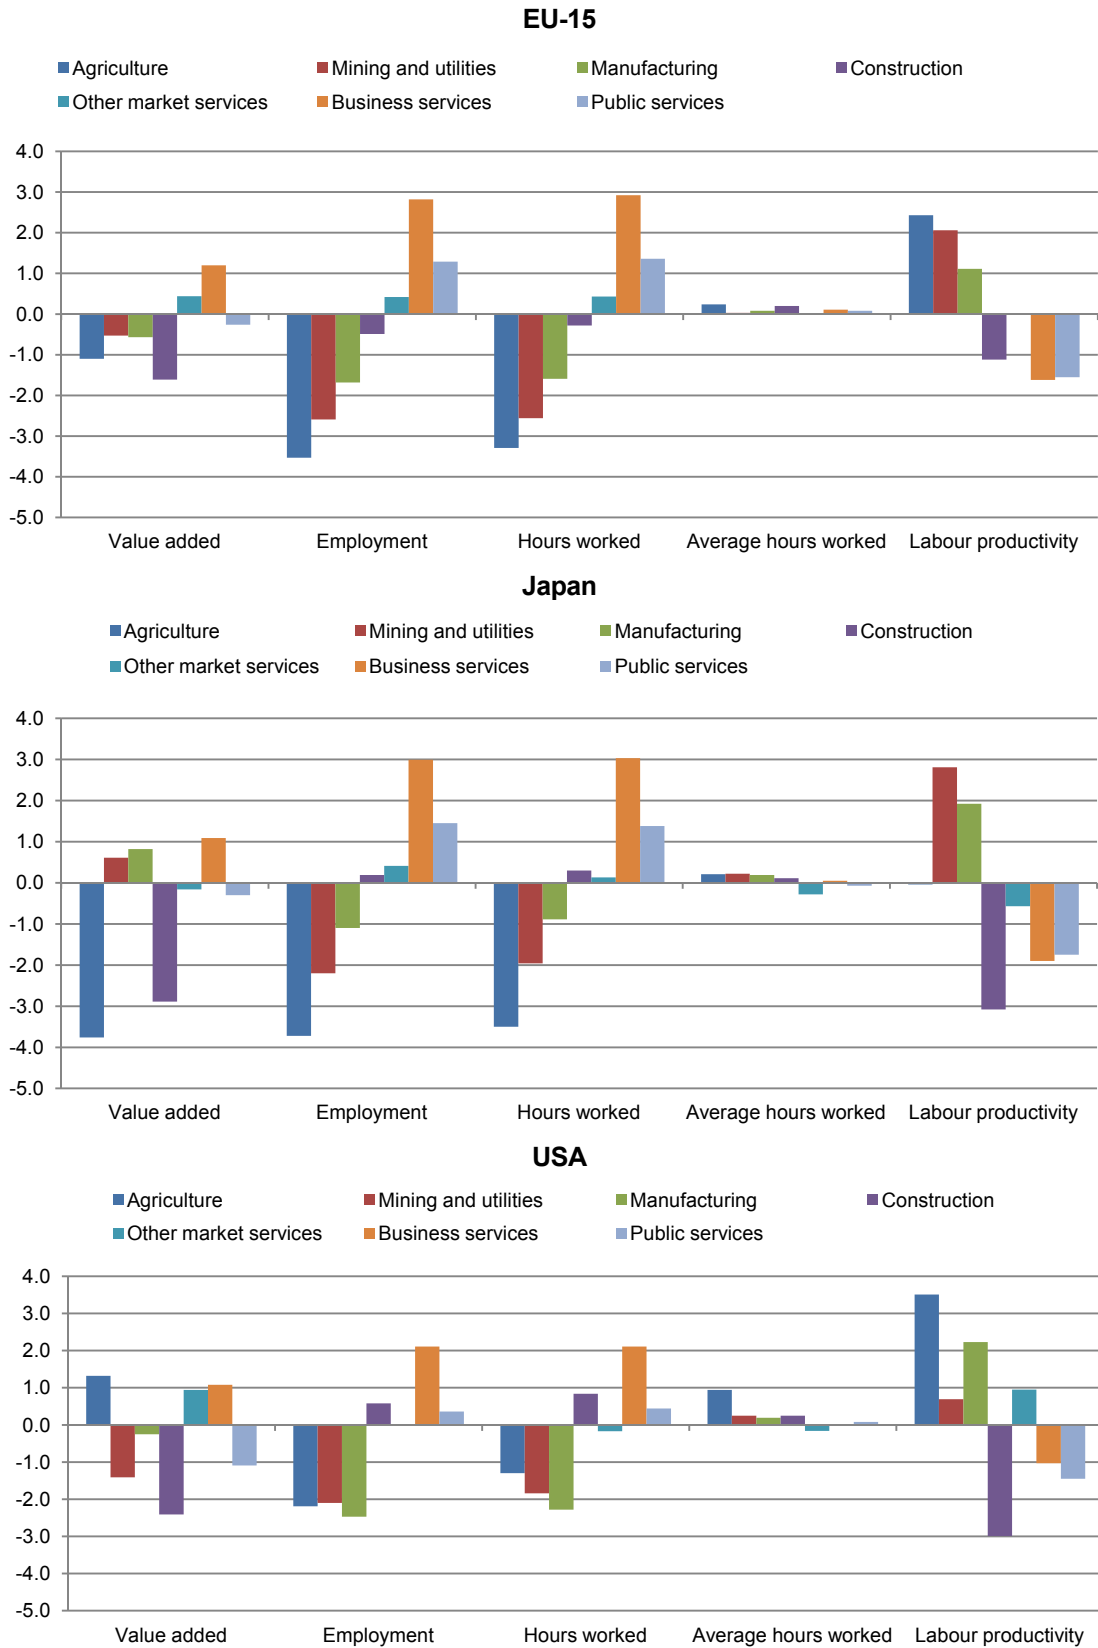 EU-15
Agriculture Mining and utilities Manufacturing Construction
Other market services Business services Public services
4.0
3.0
2.0
1.0
0.0
-1.0
-2.0
-3.0
-4.0
-5.0
Value added Employment Hours worked Average hours worked Labour productivity
Japan
Agriculture Mining and utilities Manufacturing Construction
Other market services Business services Public services
4.0
3.0
2.0
1.0
0.0
-1.0
-2.0
-3.0
-4.0
-5.0
Value added Employment Hours worked Average hours worked Labour productivity
USA
Agriculture Mining and utilities Manufacturing Construction
Other market services Business services Public services
4.0
3.0
2.0
1.0
0.0
-1.0
-2.0
-3.0
-4.0
-5.0
Value added Employment Hours worked Average hours worked Labour productivity